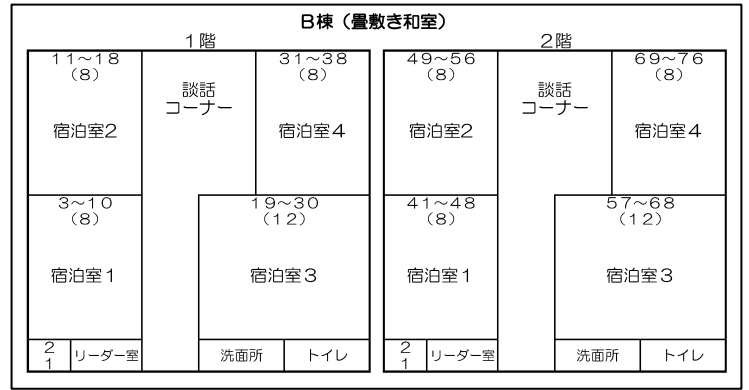 B棟（畳敷き和室）
1階
11～18
（8）
宿泊室2
談話
コーナー
31～38
（8）
宿泊室4
3～10
（8）
宿泊室1
19～30
（12）
宿泊室3
2
1
リーダー室
洗面所
トイレ
2階
49～56
（8）
宿泊室2
談話
コーナー
69～76
（8）
宿泊室4
41～48
（8）
宿泊室1
57～68
（12）
宿泊室3
2
1
リーダー室
洗面所
トイレ